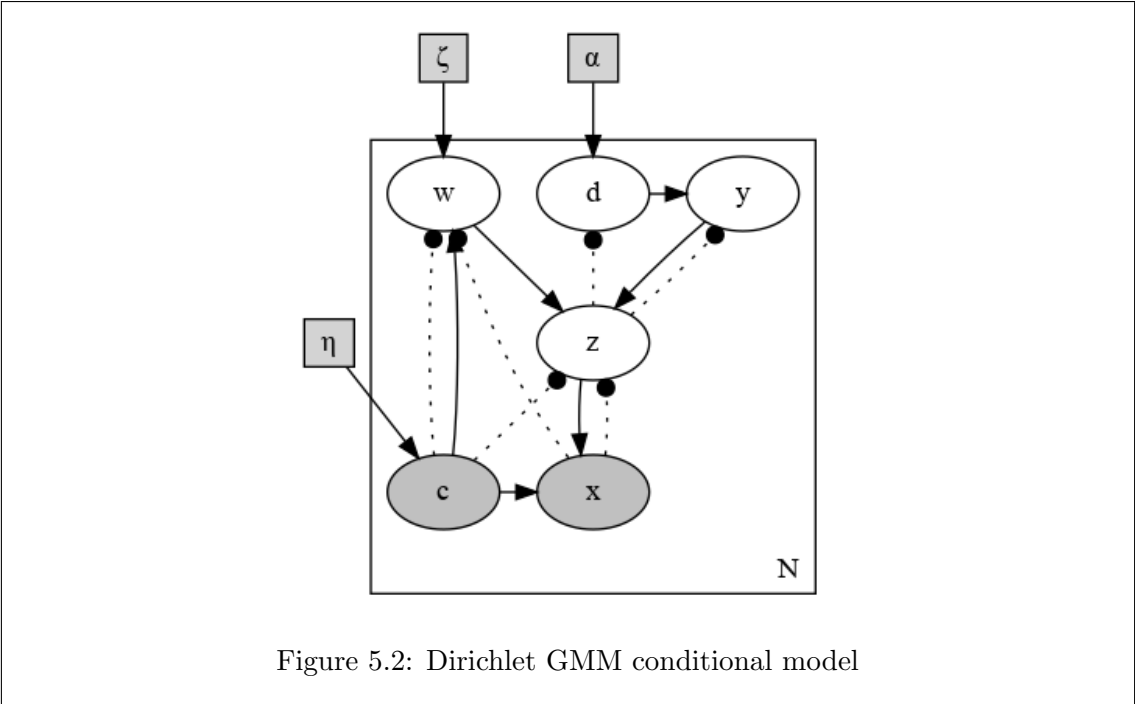 ζ α
w d y
η z
c x
N
Figure 5.2: Dirichlet GMM conditional model